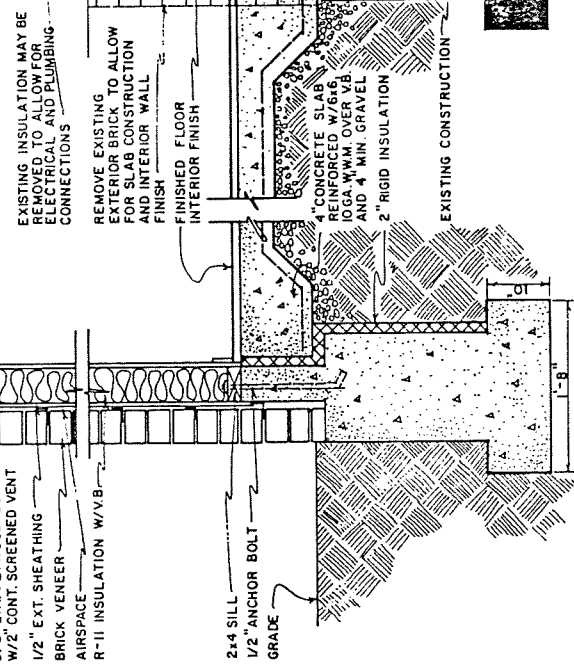 W/2" CONT. SCREENED VENT
1/2" EXT. SHEATHING
BRICK VENEER
AIRSPACE
R-11 INSULATION W/V.B.
2x4 SILL
1/2" ANCHOR BOLT
GRADE
EXISTING INSULATION MAY BE
REMOVED TO ALLOW FOR
ELECTRICAL AND PLUMBING
CONNECTIONS
REMOVE EXISTING
EXTERIOR BRICK TO ALLOW
FOR SLAB CONSTRUCTION
AND INTERIOR WALL
FINISH
FINISHED FLOOR
INTERIOR FINISH
4" CONCRETE SLAB
REINFORCED W/6x6
10GA. W.W.M. OVER V.B.
AND 4" MIN. GRAVEL
2" RIGID INSULATION
EXISTING CONSTRUCTION
10"
1'-8"